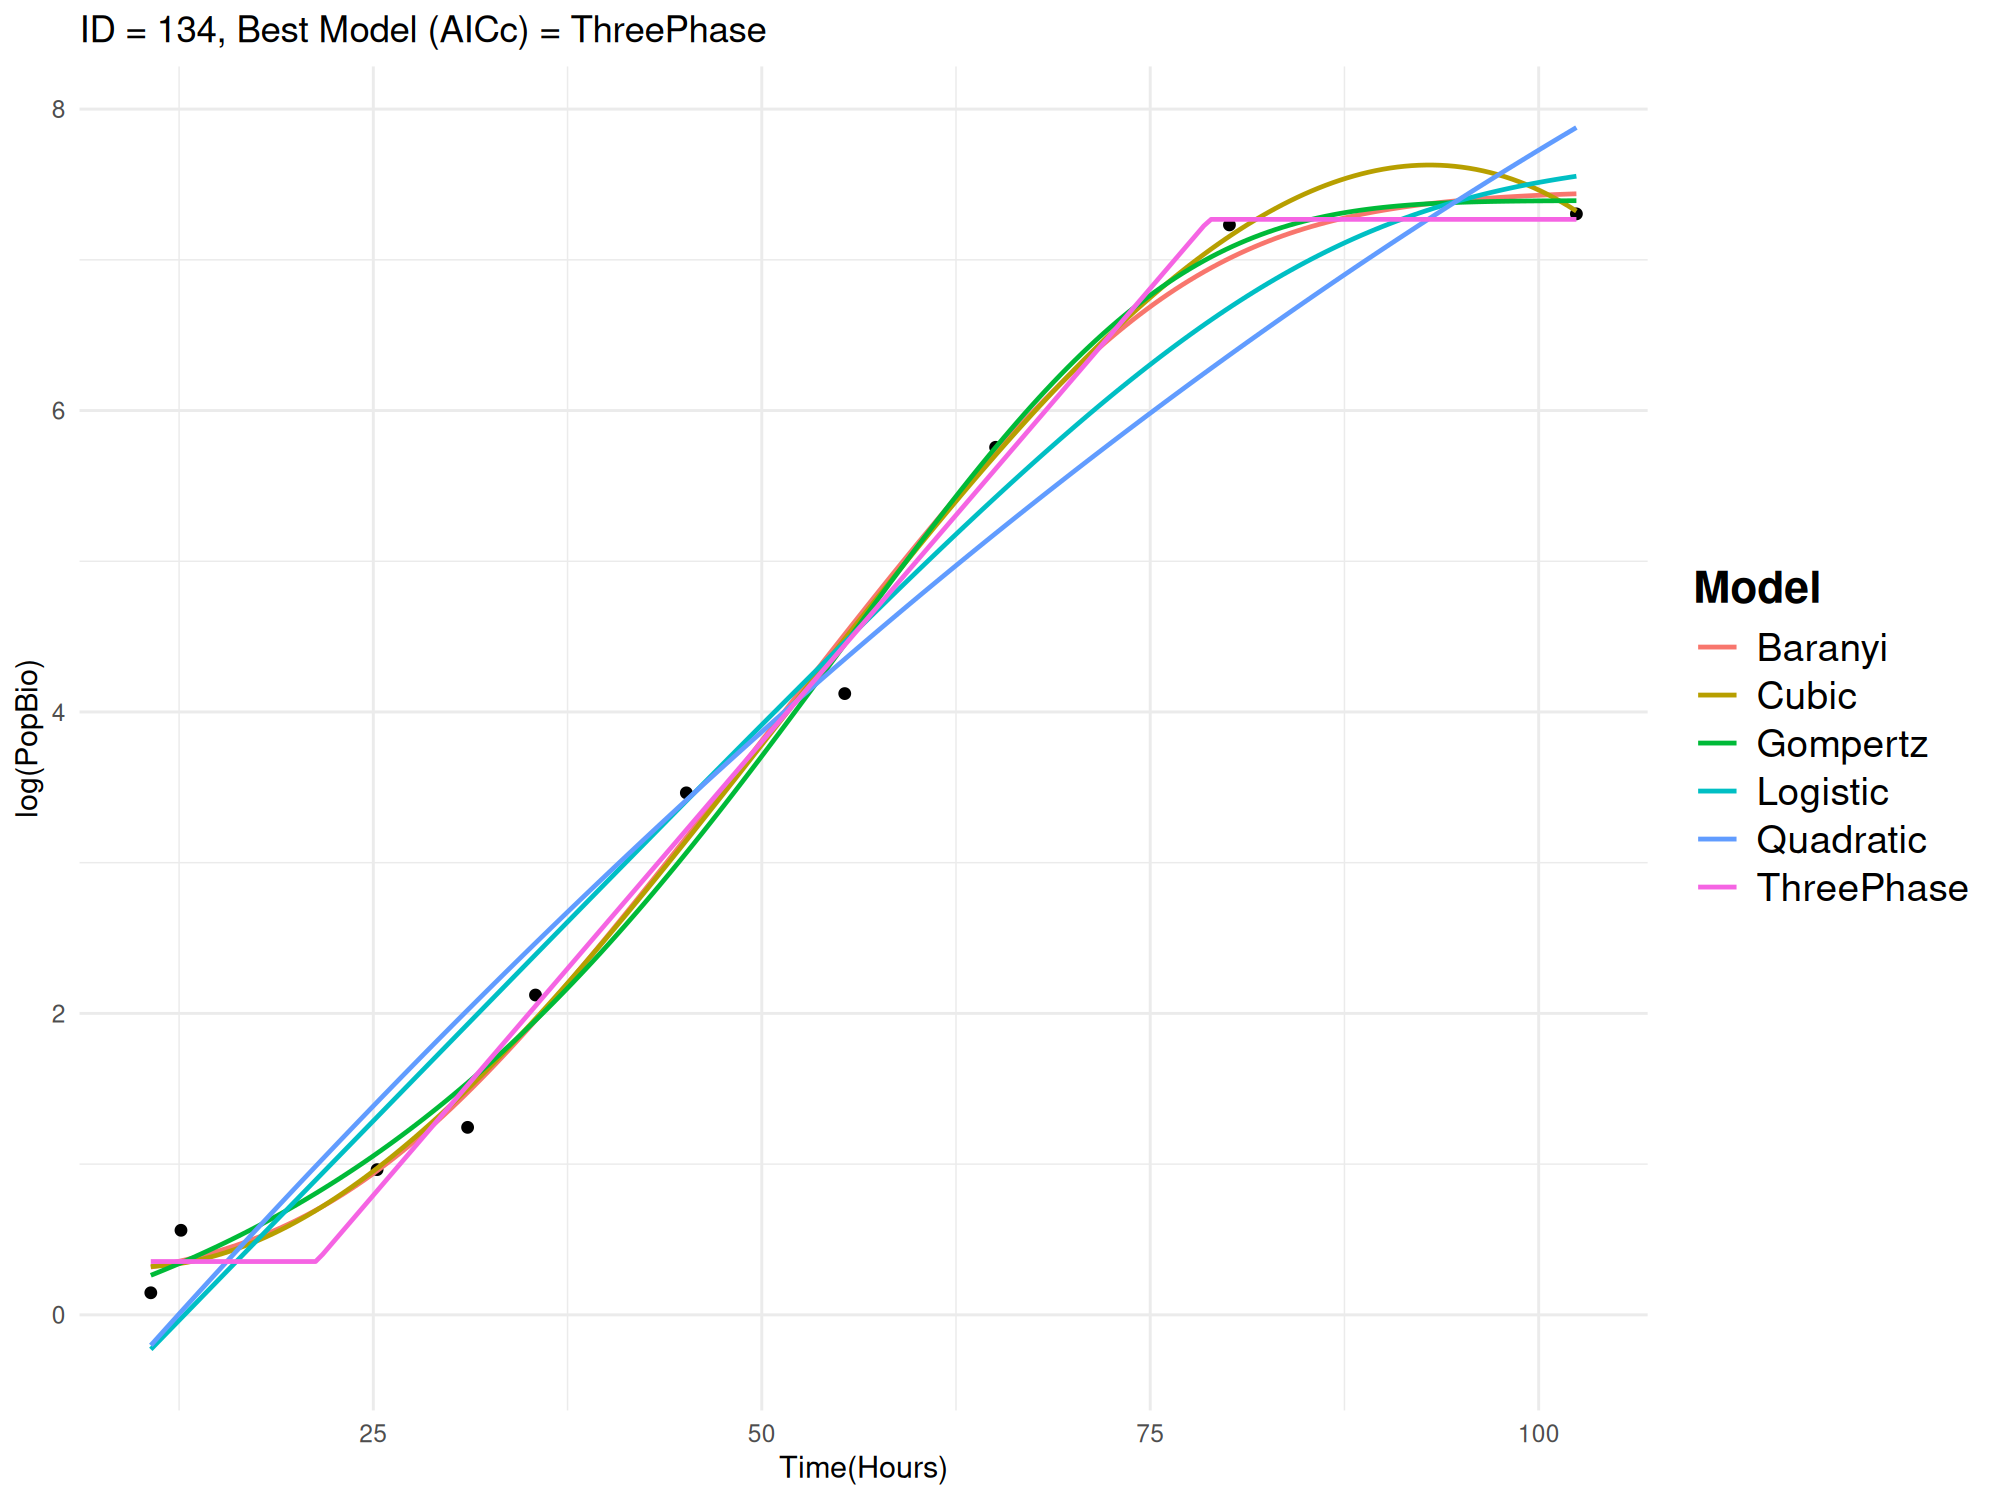 ID = 134, Best Model (AICc) = ThreePhase
8
6
4
2
0
log(PopBio)
25
50
75
100
Time(Hours)
Model
Baranyi
Cubic
Gompertz
Logistic
Quadratic
ThreePhase